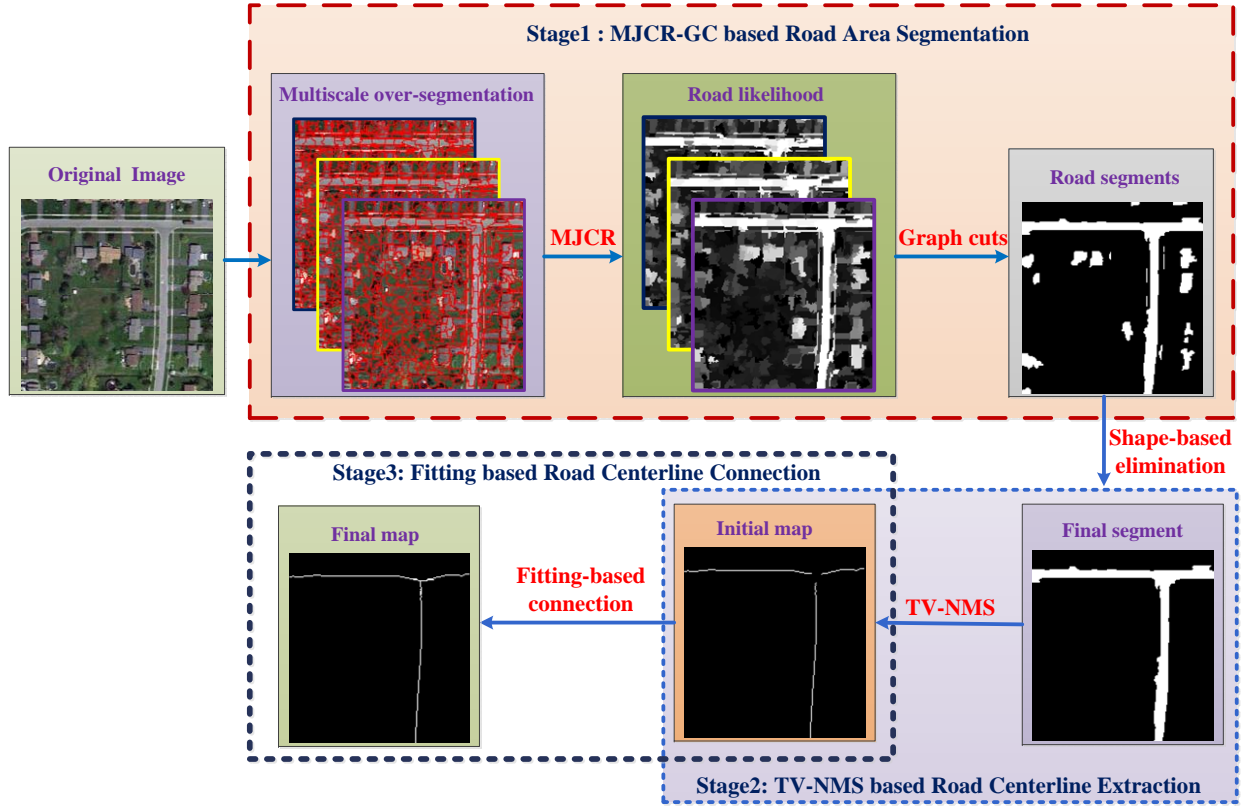 Stage1 : MJCR-GC based Road Area Segmentation
Multiscale over-segmentation
Road likelihood
Original Image
Road segments
MJCR
Graph cuts
Shape-based
elimination
Stage3: Fitting based Road Centerline Connection
Final map
Initial map
Final segment
Fitting-based
connection
TV-NMS
Stage2: TV-NMS based Road Centerline Extraction